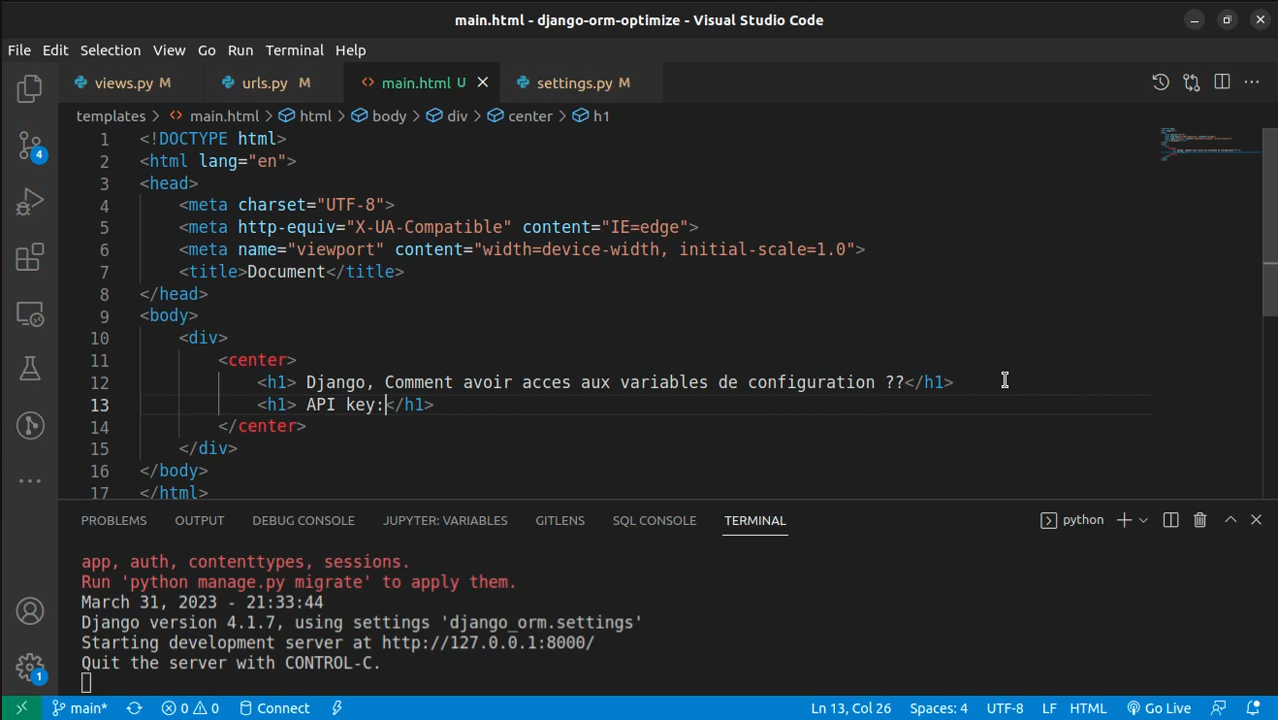 main.html - django-orm-optimize - Visual Studio Code
File Edit Selection View Go Run Terminal Help
views.py M urls.py M <> main.html U settings.py M
templates > <> main.html > html > body > div > center > h1
1 <!DOCTYPE html>
2 <html lang="en">
3 <head>
4 <meta charset="UTF-8">
5 <meta http-equiv="X-UA-Compatible" content="IE=edge">
6 <meta name="viewport" content="width=device-width, initial-scale=1.0">
7 <title>Document</title>
8 </head>
9 <body>
10 <div>
11 <center>
12 <h1> Django, Comment avoir acces aux variables de configuration ??</h1>
13 <h1> API key:</h1>
14 </center>
15 </div>
16 </body>
17 </html>
PROBLEMS OUTPUT DEBUG CONSOLE JUPYTER: VARIABLES GITLENS SQL CONSOLE TERMINAL python
app, auth, contenttypes, sessions.
Run 'python manage.py migrate' to apply them.
March 31, 2023 - 21:33:44
Django version 4.1.7, using settings 'django_orm.settings'
Starting development server at http://127.0.0.1:8000/
Quit the server with CONTROL-C.
4
1
main* 0 0 Connect Ln 13, Col 26 Spaces: 4 UTF-8 LF HTML Go Live